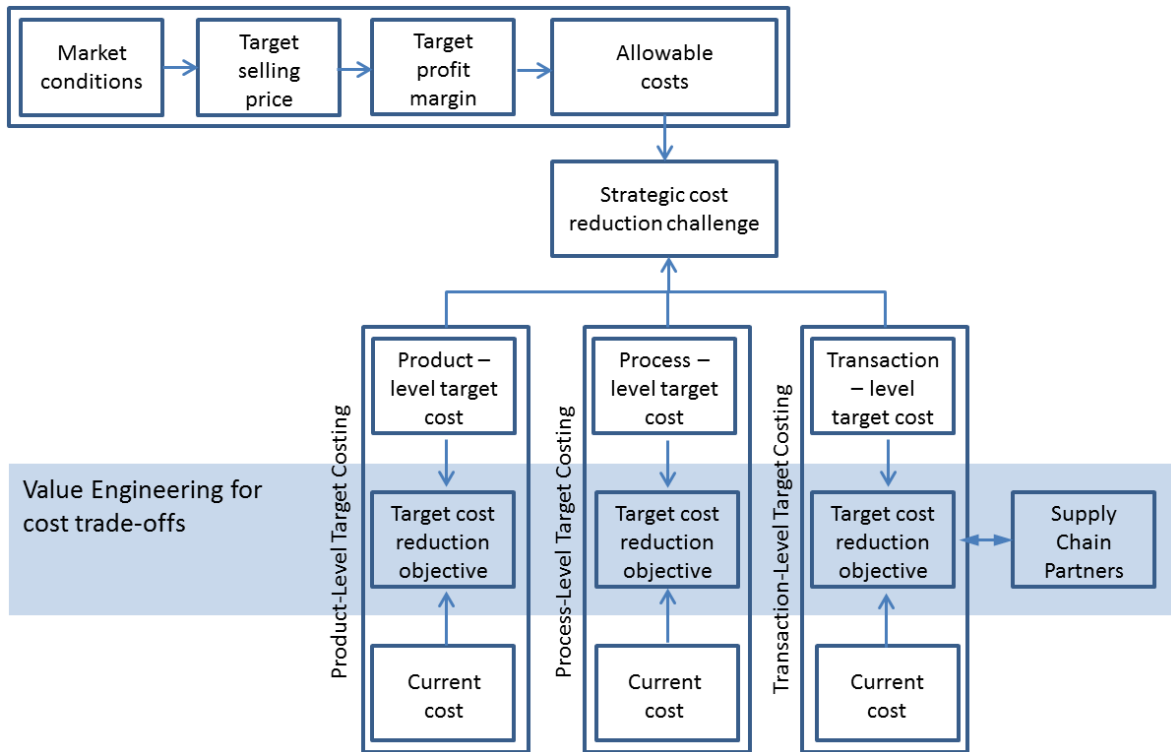 Market
conditions
Target
selling
price
Target
profit
margin
Allowable
costs
Strategic cost
reduction challenge
Product-Level Target Costing
Product –
level target
cost
Process-Level Target Costing
Process –
level target
cost
Transaction-Level Target Costing
Transaction
– level
target cost
Value Engineering for
cost trade-offs
Target cost
reduction
objective
Target cost
reduction
objective
Target cost
reduction
objective
Supply
Chain
Partners
Current
cost
Current
cost
Current
cost